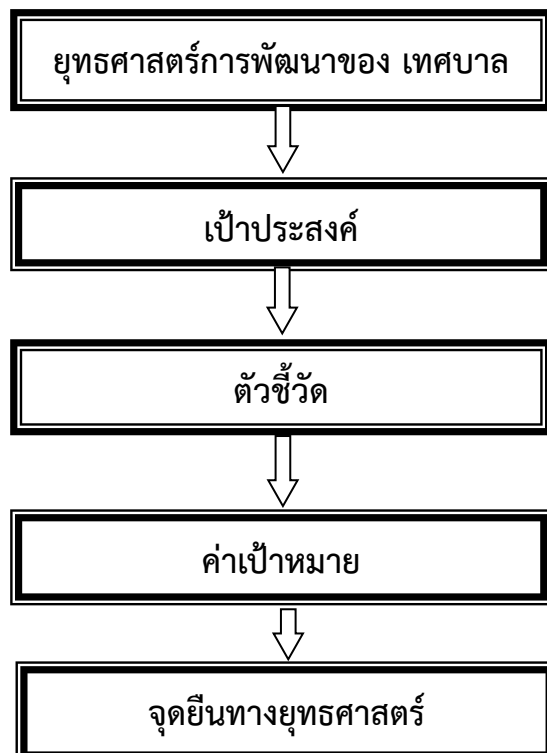 ยุทธศาสตร์การพัฒนาของ เทศบาล
เป้าประสงค์
ตัวชี้วัด
ค่าเป้าหมาย
จุดยืนทางยุทธศาสตร์